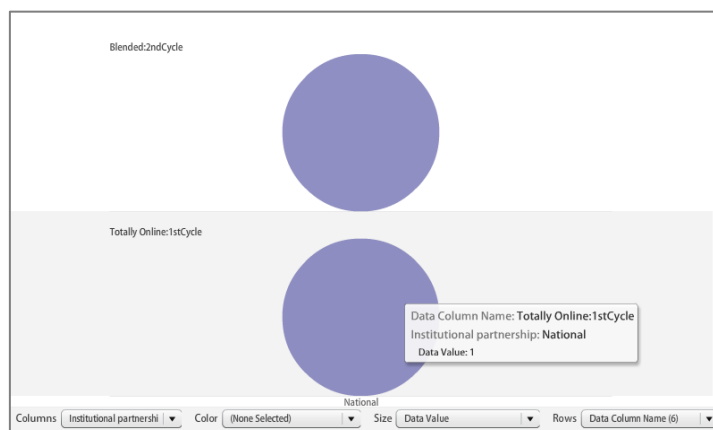 Blended:2ndCycle
Totally Online:1stCycle
Data Column Name: Totally Online:1stCycle
Institutional partnership: National
Data Value: 1
National
Columns Institutional partnershi Color (None Selected) Size Data Value Rows Data Column Name (6)